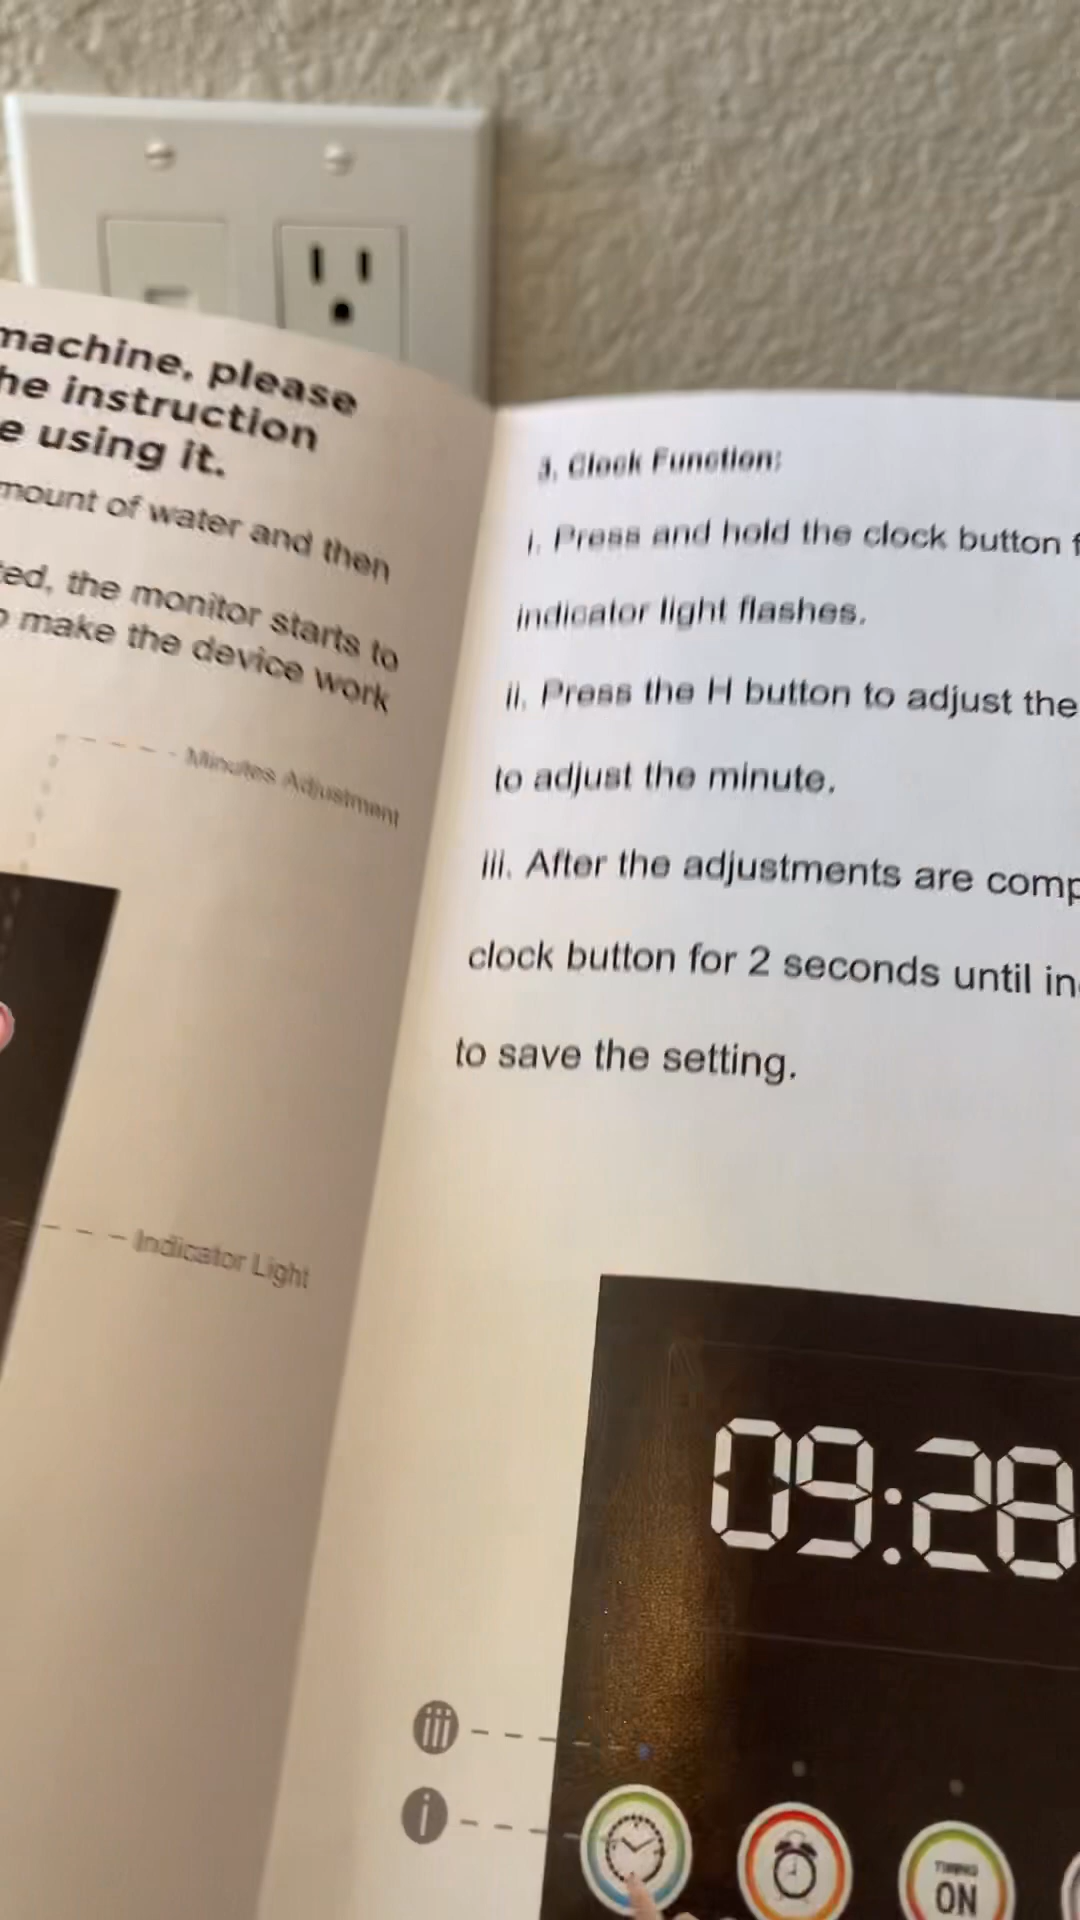 machine, please
he instruction
e using it.
mount of water and then
ed, the monitor starts to
o make the device work
Minutes Adjustment
Indicator Light
3. Clock Function:
i. Press and hold the clock button f
indicator light flashes.
ii. Press the H button to adjust the
to adjust the minute.
iii. After the adjustments are comp
clock button for 2 seconds until in
to save the setting.
09:28
iii
i
TIMING
ON